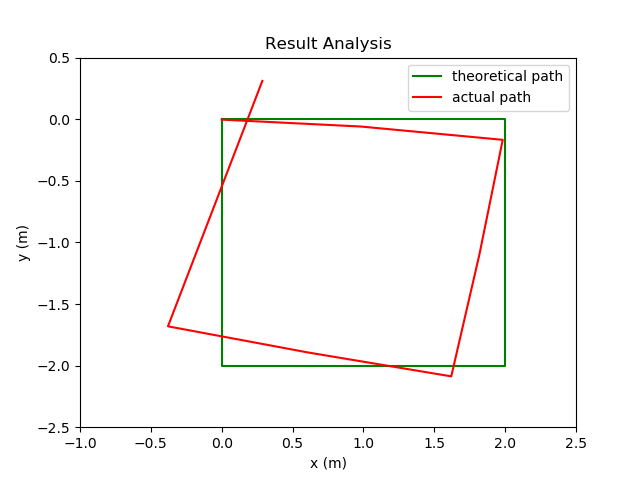 Result Analysis
theoretical path
actual path
0.5
0.0
−0.5
−1.0
−1.5
−2.0
−2.5
y (m)
−1.0 −0.5 0.0 0.5 1.0 1.5 2.0 2.5
x (m)